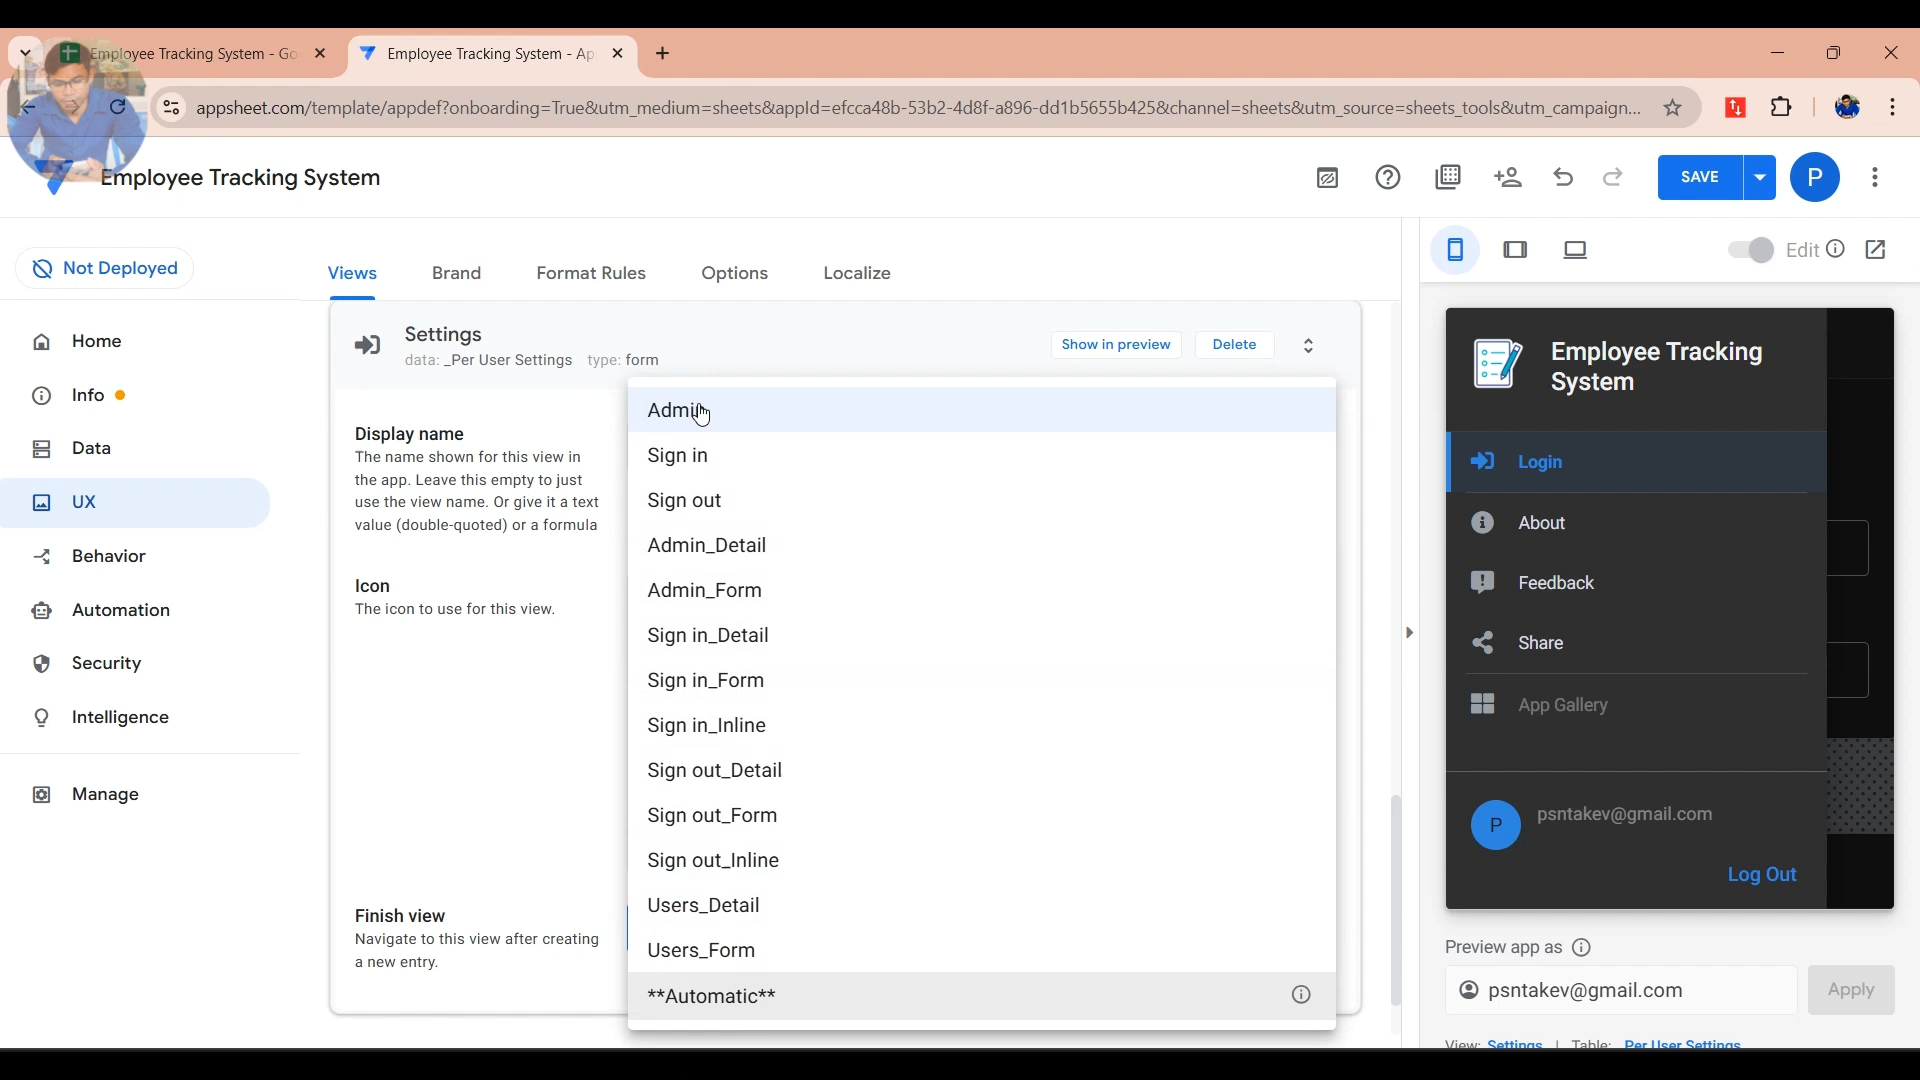 Employee Tracking System - Go
Employee Tracking System - Ap
appsheet.com/template/appdef?onboarding=True&utm_medium=sheets&appId=efcca48b-53b2-4d8f-a896-dd1b5655b425&channel=sheets&utm_source=sheets_tools&utm_campaign...
Employee Tracking System
SAVE
P
Not Deployed
Home
Info
Data
UX
Behavior
Automation
Security
Intelligence
Manage
Views
Brand
Format Rules
Options
Localize
Settings
data: _Per User Settings type: form
Show in preview
Delete
Display name
The name shown for this view in
the app. Leave this empty to just
use the view name. Or give it a text
value (double-quoted) or a formula
Icon
The icon to use for this view.
Finish view
Navigate to this view after creating
a new entry.
Admin
Sign in
Sign out
Admin_Detail
Admin_Form
Sign in_Detail
Sign in_Form
Sign in_Inline
Sign out_Detail
Sign out_Form
Sign out_Inline
Users_Detail
Users_Form
**Automatic**
Edit
Employee Tracking
System
Login
About
Feedback
Share
App Gallery
P
psntakev@gmail.com
Log Out
Preview app as
psntakev@gmail.com
Apply
View: Settings | Table: Per User Settings